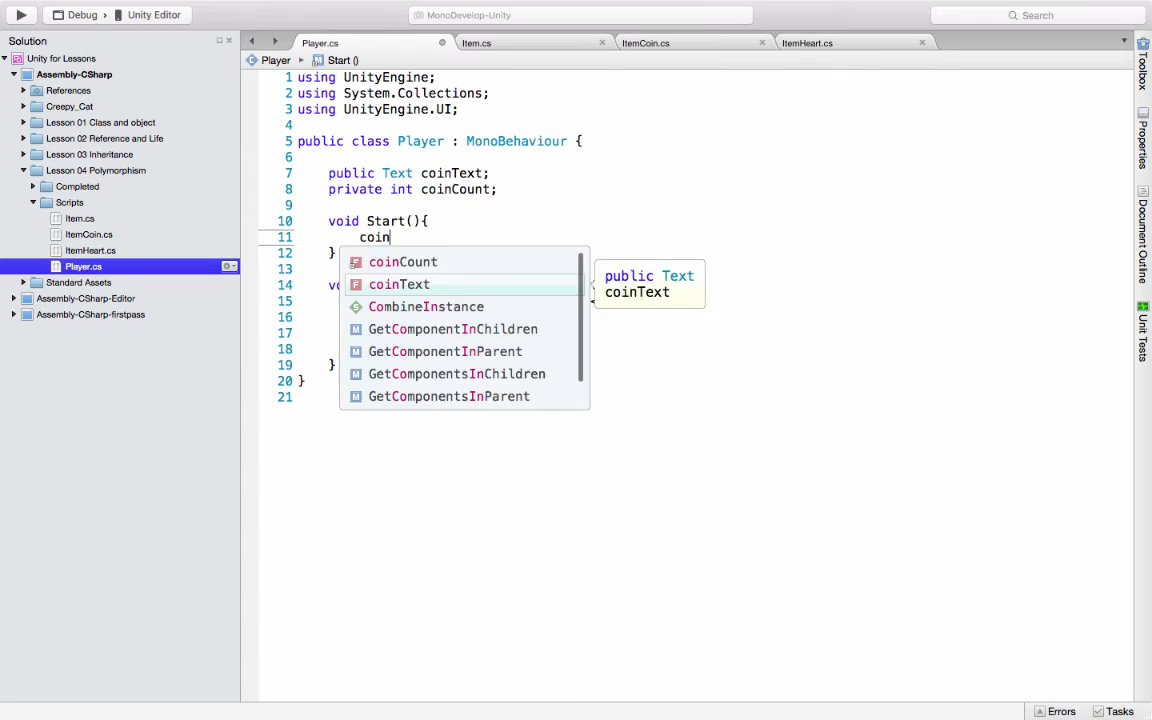 Debug › Unity Editor
MonoDevelop-Unity
Search
Solution
Unity for Lessons
Assembly-CSharp
References
Creepy_Cat
Lesson 01 Class and object
Lesson 02 Reference and Life
Lesson 03 Inheritance
Lesson 04 Polymorphism
Completed
Scripts
Item.cs
ItemCoin.cs
ItemHeart.cs
Player.cs
Standard Assets
Assembly-CSharp-Editor
Assembly-CSharp-firstpass
Player.cs Item.cs ItemCoin.cs ItemHeart.cs
Player Start ()
1 using UnityEngine;
2 using System.Collections;
3 using UnityEngine.UI;
4
5 public class Player : MonoBehaviour {
6
7 public Text coinText;
8 private int coinCount;
9
10 void Start(){
11 coin
12 }
13
14 vo
15
16
17
18
19 }
20 }
21
coinCount
coinText
CombineInstance
GetComponentInChildren
GetComponentInParent
GetComponentsInChildren
GetComponentsInParent
public Text
coinText
Toolbox
Properties
Document Outline
Unit Tests
Errors
Tasks